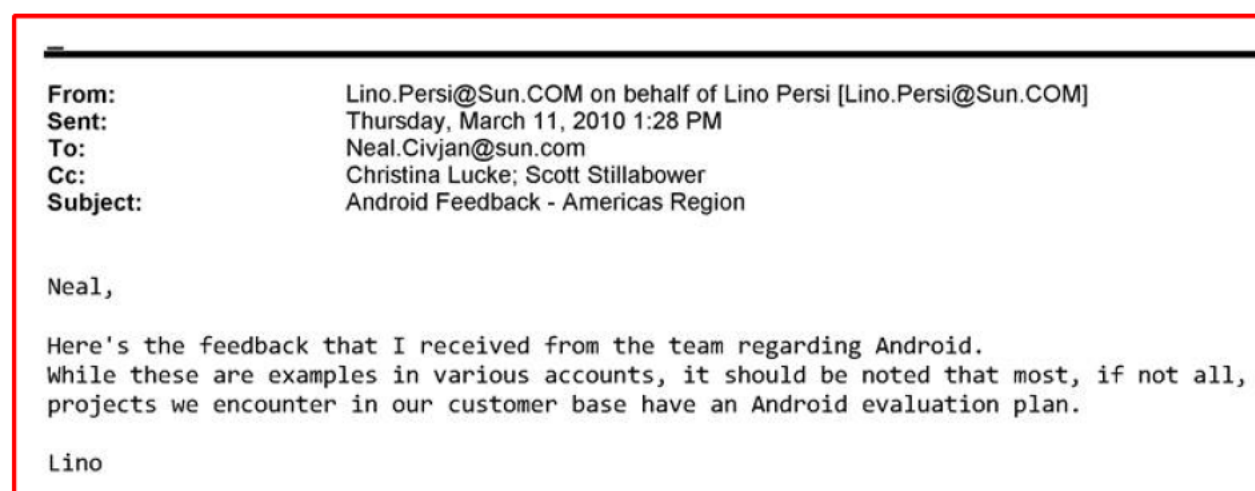 From: Lino.Persi@Sun.COM on behalf of Lino Persi [Lino.Persi@Sun.COM]
Sent: Thursday, March 11, 2010 1:28 PM
To: Neal.Civjan@sun.com
Cc: Christina Lucke; Scott Stillabower
Subject: Android Feedback - Americas Region
Neal,
Here's the feedback that I received from the team regarding Android.
While these are examples in various accounts, it should be noted that most, if not all,
projects we encounter in our customer base have an Android evaluation plan.
Lino